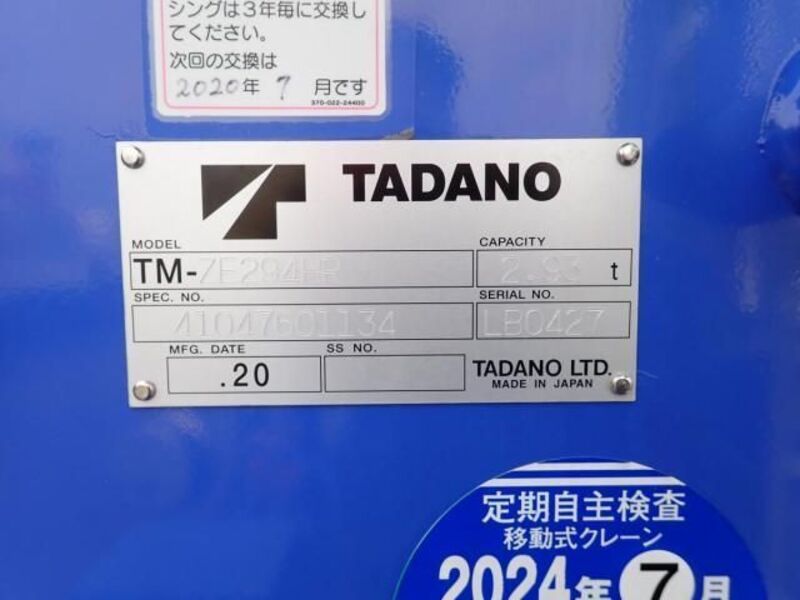 シングは3年毎に交換し
てください。
次回の交換は
2020年 7 月です
370-022-24400
TADANO
MODEL
CAPACITY
TM-ZE294HR
2.93 t
SPEC. NO.
SERIAL NO.
41047601134
LB0427
MFG. DATE
SS NO.
.20
TADANO LTD.
MADE IN JAPAN
定期自主検査
移動式クレーン
2024年 7 月